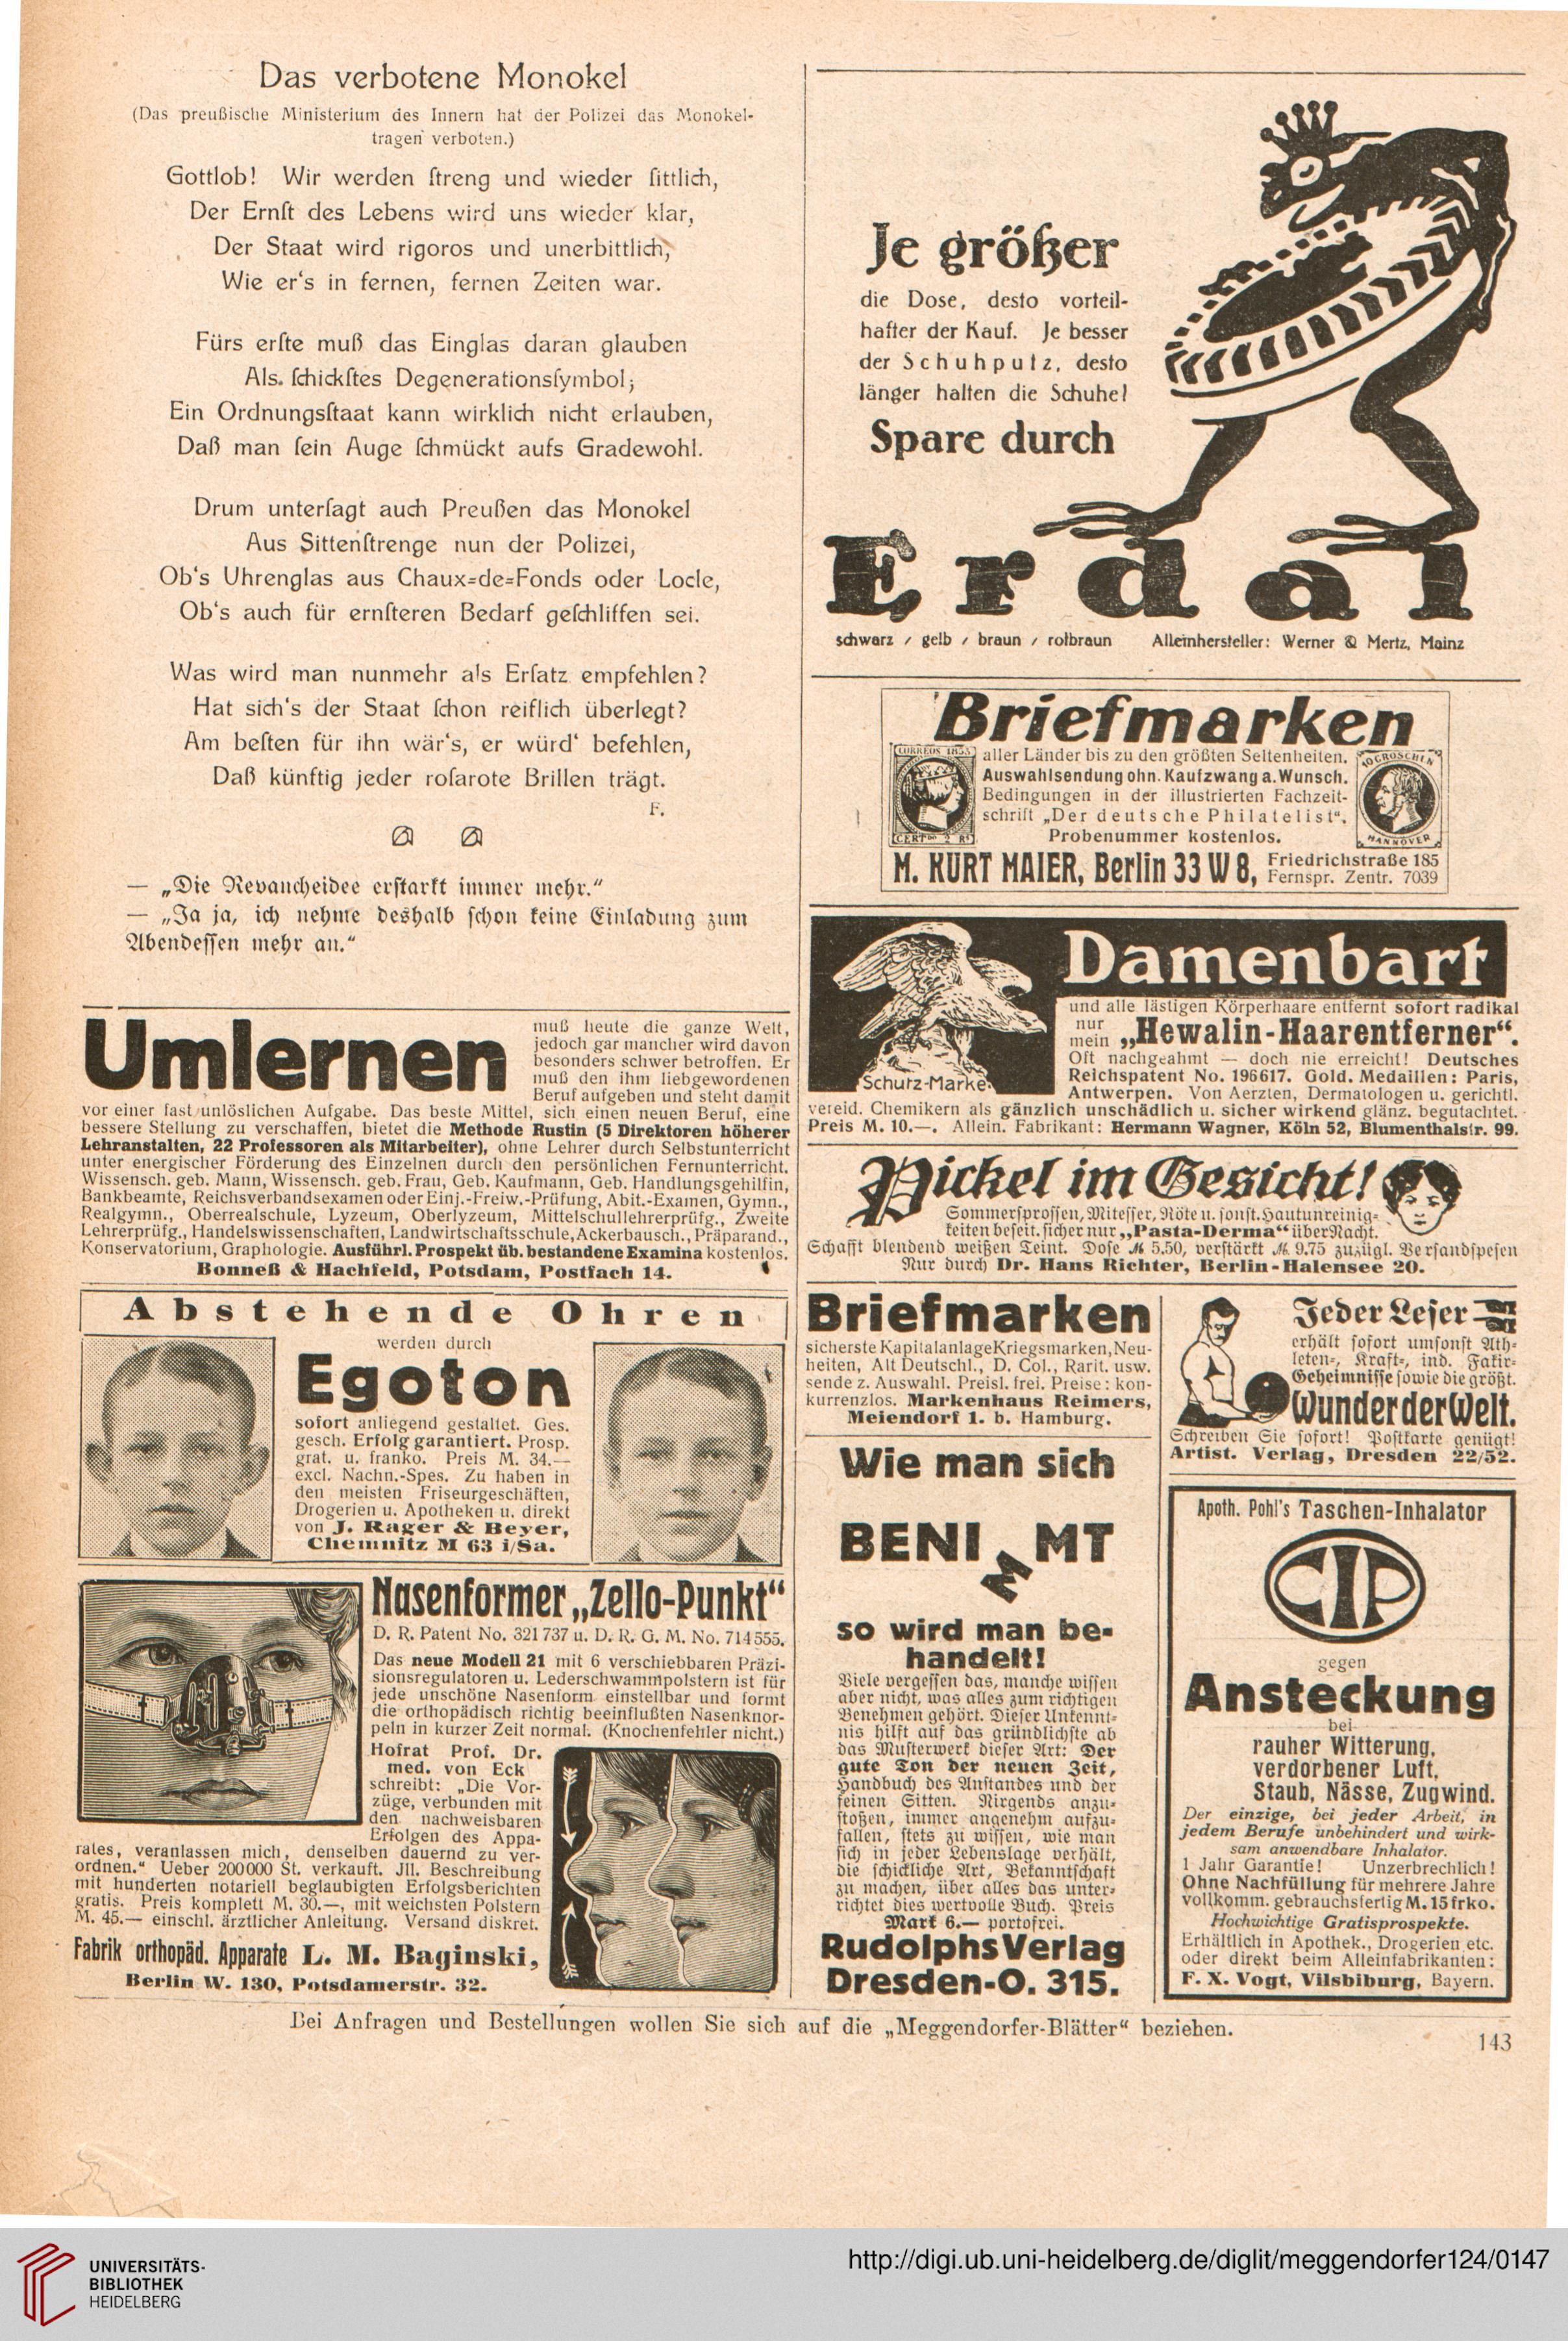 Das verbotene Monokel
(Das preußische Ministerium des Innern hat der Polizei das Monokel-
tragen verboten.)
Gottlob! Wir werden ſtreng und wieder ſittlich,
Der Ernſt des Lebens wird uns wieder klar,
Der Staat wird rigoros und unerbittlich,
Wie er's in fernen, fernen Zeiten war.
Fürs erſte muß das Einglas daran glauben
Als ſchickſtes Degenerationsſymbol;
Ein Ordnungsſtaat kann wirklich nicht erlauben,
Daß man ſein Auge ſchmückt aufs Gradewohl.
Drum unterſagt auch Preußen das Monokel
Aus Sittenſtrenge nun der Polizei,
Ob's Uhrenglas aus Chaux=de=Fonds oder Locle,
Ob's auch für ernſteren Bedarf geſchliffen sei.
Was wird man nunmehr als Erſatz empfehlen?
Hat sich's der Staat ſchon reiflich überlegt?
Am beſten für ihn wär's, er würd' befehlen,
Daß künftig jeder roſarote Brillen trägt.
F.
— „Die Revancheidee erstarkt immer mehr."
— „Ja ja, ich nehme deshalb schon keine Einladung zum
Abendessen mehr an."
Umlernen
muß heute die ganze Welt,
jedoch gar mancher wird davon
besonders schwer betroffen. Er
muß den ihm liebgewordenen
Beruf aufgeben und steht damit
vor einer fast unlöslichen Aufgabe. Das beste Mittel, sich einen neuen Beruf, eine
bessere Stellung zu verschaffen, bietet die Methode Rustin (5 Direktoren höherer
Lehranstalten, 22 Professoren als Mitarbeiter), ohne Lehrer durch Selbstunterricht
unter energischer Förderung des Einzelnen durch den persönlichen Fernunterricht.
Wissensch. geb. Mann, Wissensch. geb. Frau, Geb. Kaufmann, Geb. Handlungsgehilfin,
Bankbeamte, Reichsverbandsexamen oder Einj.-Freiw.-Prüfung, Abit.-Examen, Gymn.,
Realgymn., Oberrealschule, Lyzeum, Oberlyzeum, Mittelschullehrerprüfg., Zweite
Lehrerprüfg., Handelswissenschaften, Landwirtschaftsschule, Ackerbausch., Präparand.,
Konservatorium, Graphologie. Ausführl. Prospekt üb. bestandene Examina kostenlos.
Bonneß & Hachfeld, Potsdam, Postfach 14.
Abstehende Ohren
werden durch
Egoton
sofort anliegend gestaltet. Ges.
gesch. Erfolg garantiert. Prosp.
grat. u. franko. Preis M. 34.—
excl. Nachn.-Spes. Zu haben in
den meisten Friseurgeschäften,
Drogerien u. Apotheken u. direkt
von J. Rager & Beyer,
Chemnitz M 63 i/Sa.
Nasenformer „Zello-Punkt"
D. R. Patent No. 321737 u. D. R. G. M. No. 714555.
Das neue Modell 21 mit 6 verschiebbaren Präzi-
sionsregulatoren u. Lederschwammpolstern ist für
jede unschöne Nasenform einstellbar und formt
die orthopädisch richtig beeinflußten Nasenknor-
peln in kurzer Zeit normal. (Knochenfehler nicht.)
Hofrat Prof. Dr.
med. von Eck
schreibt: „Die Vor-
züge, verbunden mit
den nachweisbaren
Erfolgen des Appa-
rates, veranlassen mich, denselben dauernd zu ver-
ordnen." Ueber 200000 St. verkauft. Jll. Beschreibung
mit hunderten notariell beglaubigten Erfolgsberichten
gratis. Preis komplett M. 30.—, mit weichsten Polstern
M. 45.— einschl. ärztlicher Anleitung. Versand diskret.
Fabrik orthopäd. Apparate L. M. Baginski,
Berlin W. 130, Potsdamerstr. 32.
Je größer
die Dose, desto vorteil-
hafter der Kauf. Je besser
der Schuhputz, desto
länger halten die Schuhe!
Spare durch
Erdal
schwarz / gelb / braun / rotbraun Alleinhersteller: Werner & Mertz, Mainz
Briefmarken
CORREOS 1853
CERTDO 2 Rs
10 GROSCHEN
HANNOVER
aller Länder bis zu den größten Seltenheiten.
Auswahlsendung ohn. Kaufzwang a. Wunsch.
Bedingungen in der illustrierten Fachzeit-
schrift „Der deutsche Philatelist",
Probenummer kostenlos.
M. KURT MAIER, Berlin 33 W 8, Friedrichstraße 185
Fernspr. Zentr. 7039
Damenbart
Schutz-Marke
und alle lästigen Körperhaare entfernt sofort radikal
nur mein „Hewalin-Haarentferner".
Oft nachgeahmt — doch nie erreicht! Deutsches
Reichspatent No. 196617. Gold. Medaillen: Paris,
Antwerpen. Von Aerzten, Dermatologen u. gerichtl.
vereid. Chemikern als gänzlich unschädlich u. sicher wirkend glänz. begutachtet.
Preis M. 10.—. Allein. Fabrikant: Hermann Wagner, Köln 52, Blumenthalstr. 99.
Pickel im Gesicht!
Sommersprossen, Mitesser, Röte u. sonst. Hautunreinig=
keiten beseit. sicher nur „Pasta-Derma" über Nacht.
Schafft blendend weißen Teint. Dose M 5.50, verstärkt M. 9.75 zuzügl. Versandspesen
Nur durch Dr. Hans Richter, Berlin-Halensee 20.
Briefmarken
sicherste Kapitalanlage Kriegsmarken, Neu-
heiten, Alt Deutschl., D. Col., Rarit. usw.
sende z. Auswahl. Preisl. frei. Preise: kon-
kurrenzlos. Markenhaus Reimers,
Meiendorf 1. b. Hamburg.
Jeder Leser
erhält sofort umsonst Ath=
leten=, Kraft=, ind. Fakir=
Geheimnisse sowie die größt.
Wunder der Welt.
Schreiben Sie sofort! Postkarte genügt!
Artist. Verlag, Dresden 22/52.
Wie man sich
BENIMMT
so wird man be-
handelt!
Viele vergessen das, manche wissen
aber nicht, was alles zum richtigen
Benehmen gehört. Dieser Unkennt=
nis hilft auf das gründlichste ab
das Musterwerk dieser Art: Der
gute Ton der neuen Zeit,
Handbuch des Anstandes und der
feinen Sitten. Nirgends anzu=
stoßen, immer angenehm aufzu=
fallen, stets zu wissen, wie man
sich in jeder Lebenslage verhält,
die schickliche Art, Bekanntschaft
zu machen, über alles das unter=
richtet dies wertvolle Buch. Preis
Mark 6.— portofrei.
Rudolphs Verlag
Dresden-O. 315.
Apoth. Pohl's Taschen-Inhalator
CIP
gegen
Ansteckung
bei
rauher Witterung,
verdorbener Luft,
Staub, Nässe, Zugwind.
Der einzige, bei jeder Arbeit, in
jedem Berufe unbehindert und wirk-
sam anwendbare Inhalator.
1 Jahr Garantie! Unzerbrechlich!
Ohne Nachfüllung für mehrere Jahre
vollkomm. gebrauchsfertig M. 15 frko.
Hochwichtige Gratisprospekte.
Erhältlich in Apothek., Drogerien etc.
oder direkt beim Alleinfabrikanten:
F. X. Vogt, Vilsbiburg, Bayern.
Bei Anfragen und Bestellungen wollen Sie sich auf die „Meggendorfer-Blätter" beziehen.
143
UNIVERSITÄTS-
BIBLIOTHEK
HEIDELBERG
http://digi.ub.uni-heidelberg.de/diglit/meggendorfer124/0147